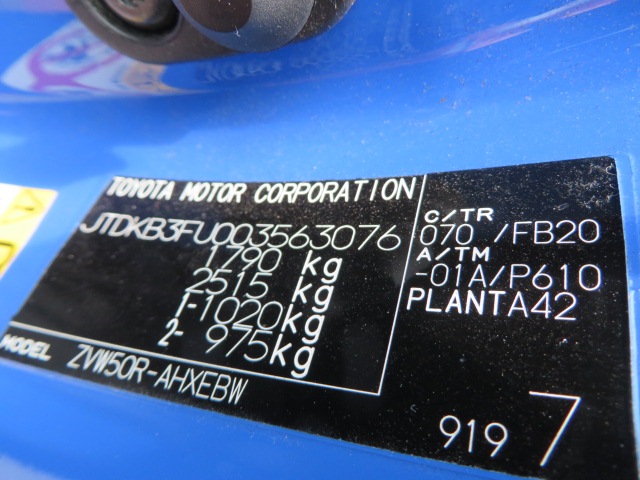 TOYOTA MOTOR CORPORATION
JTDKB3FU003563076
1790 kg
2515 kg
1-1020kg
2- 975kg
MODEL ZVW50R-AHXEBW
C/TR
070 /FB20
A/TM
-01A/P610
PLANTA42
919 7